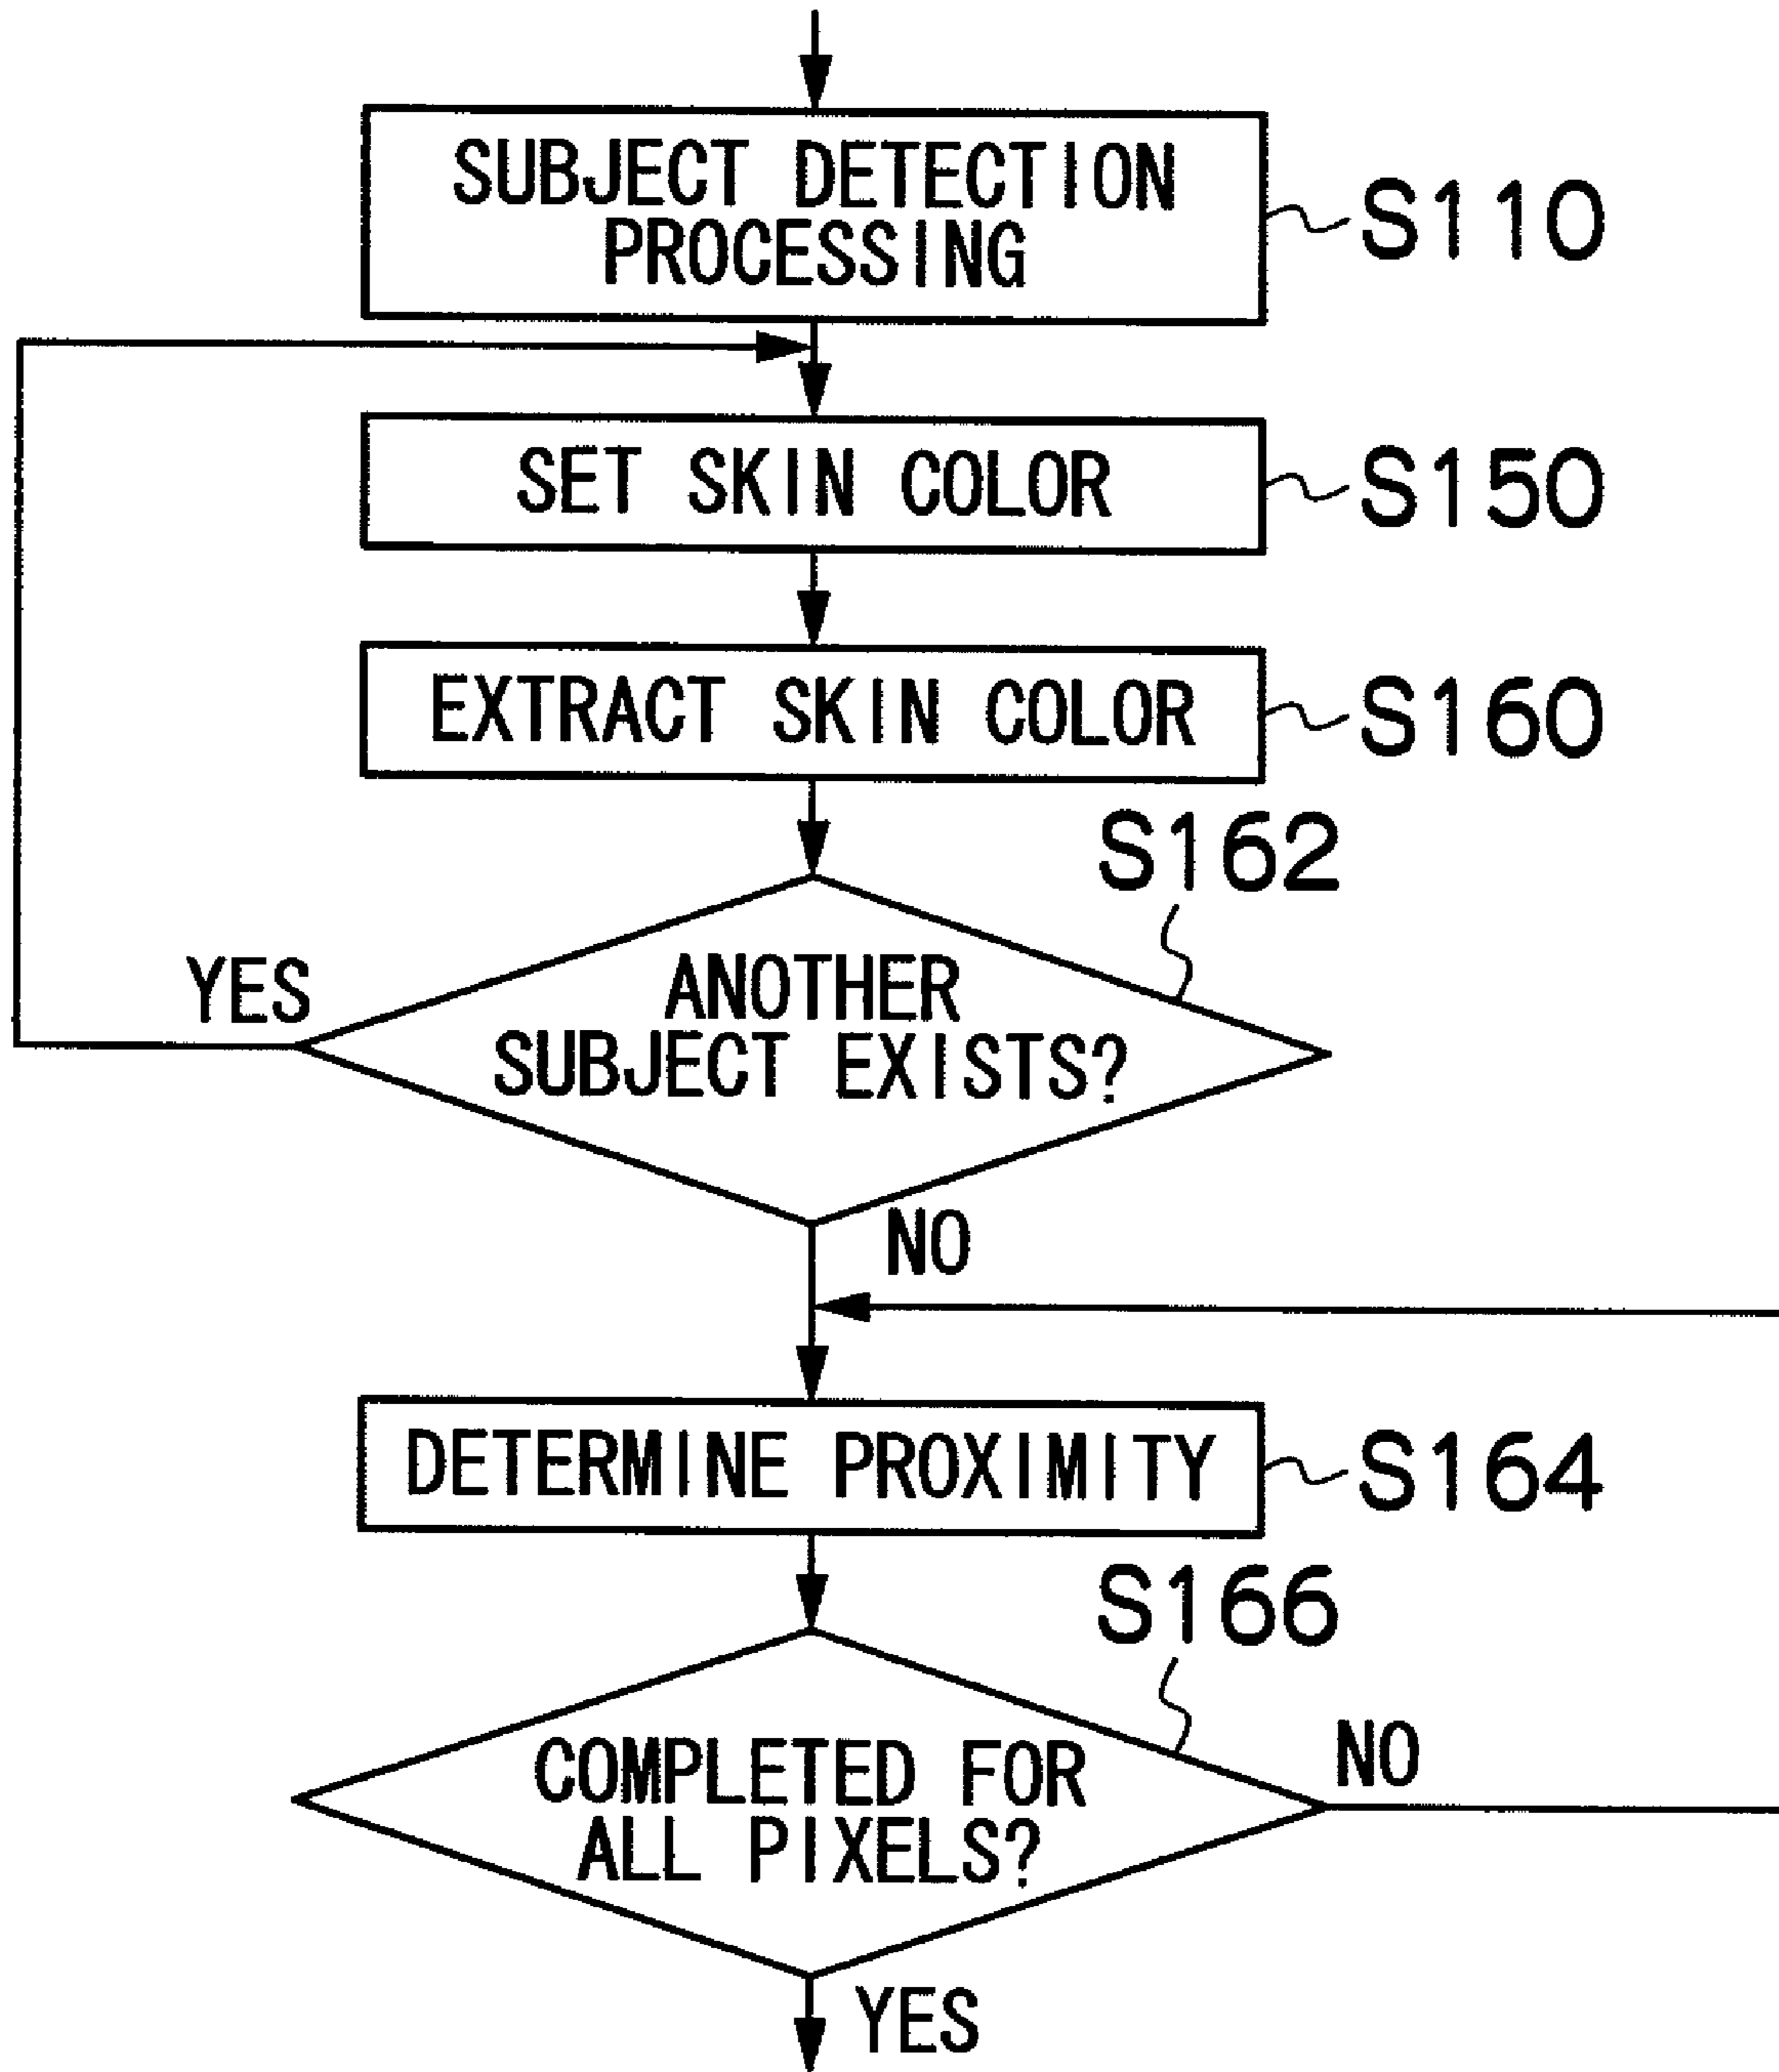 SUBJECT DETECTION
PROCESSING
S110
SET SKIN COLOR
S150
EXTRACT SKIN COLOR
S160
S162
ANOTHER
SUBJECT EXISTS?
YES
NO
DETERMINE PROXIMITY
S164
S166
COMPLETED FOR
ALL PIXELS?
NO
YES